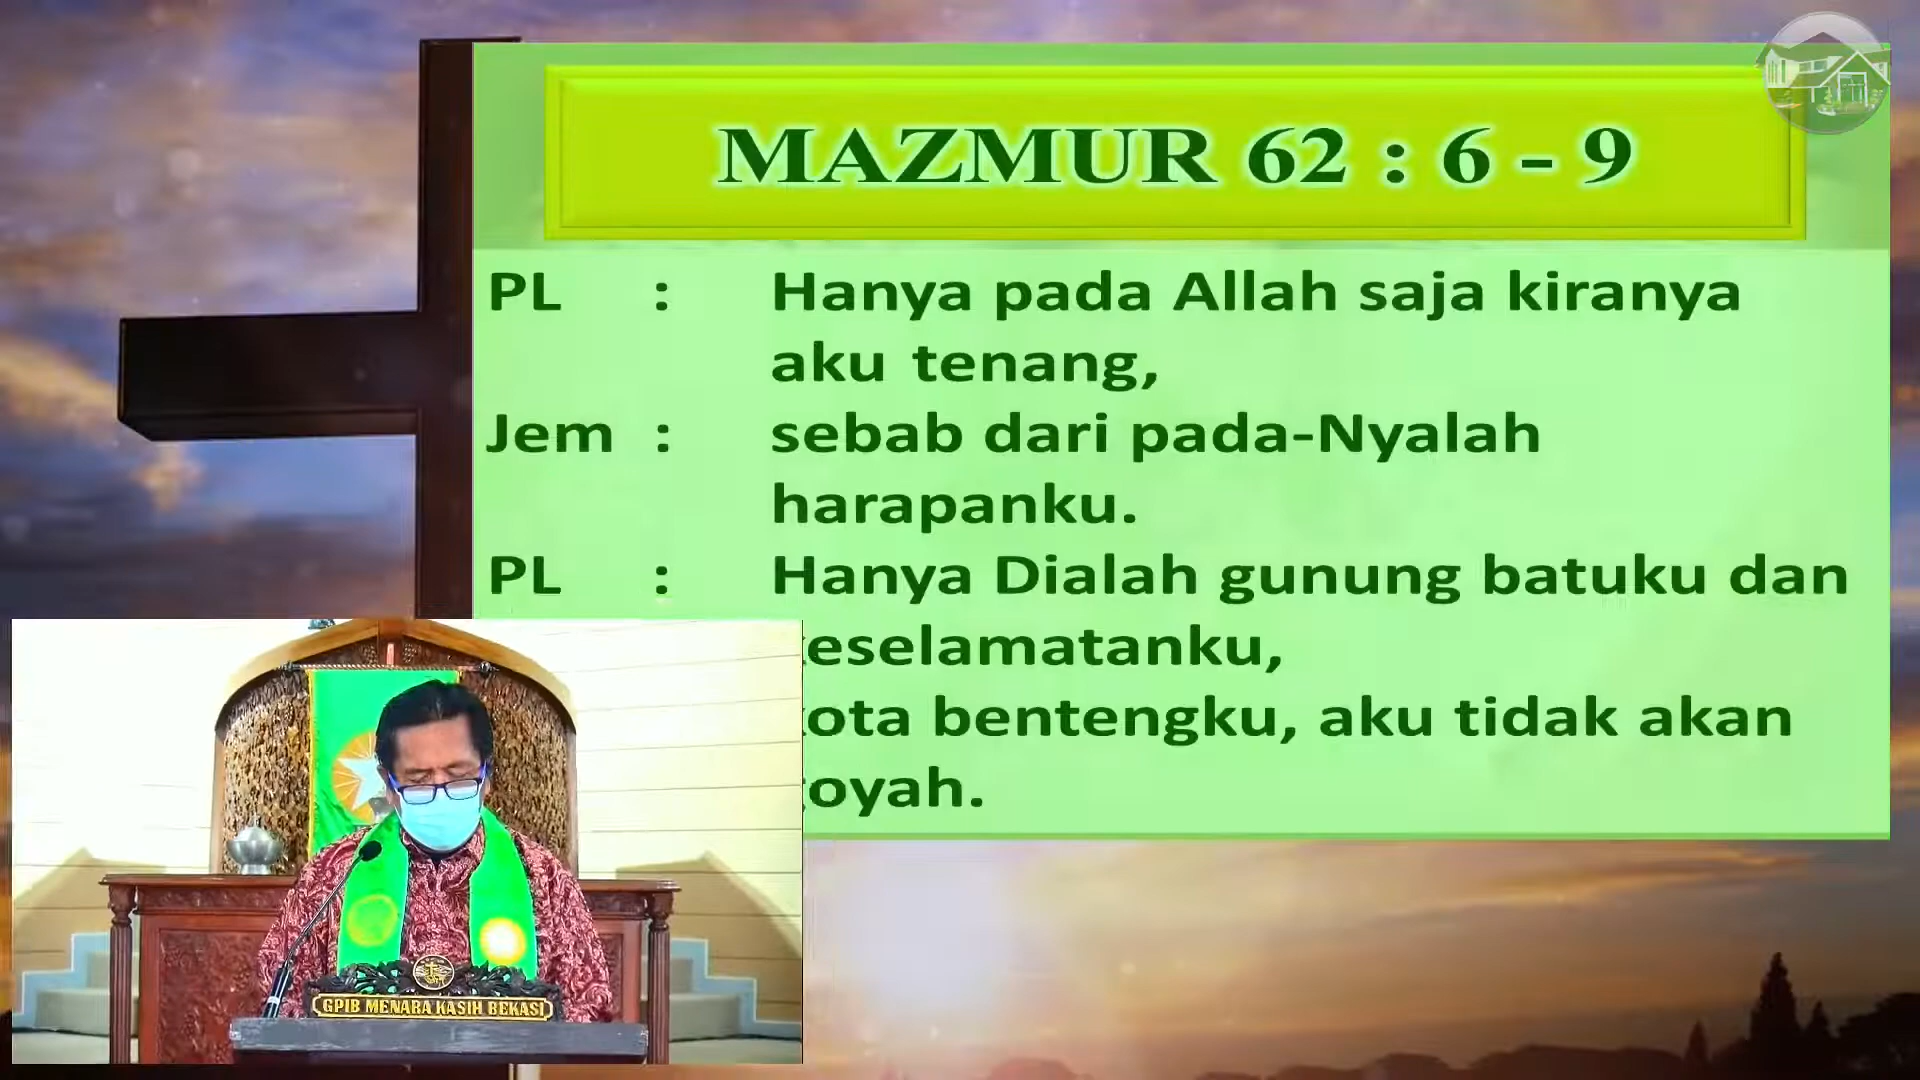 MAZMUR 62 : 6 - 9
PL : Hanya pada Allah saja kiranya
aku tenang,
Jem : sebab dari pada-Nyalah
harapanku.
PL : Hanya Dialah gunung batuku dan
eselamatanku,
ota bentengku, aku tidak akan
oyah.
GPIB MENARA KASIH BEKASI